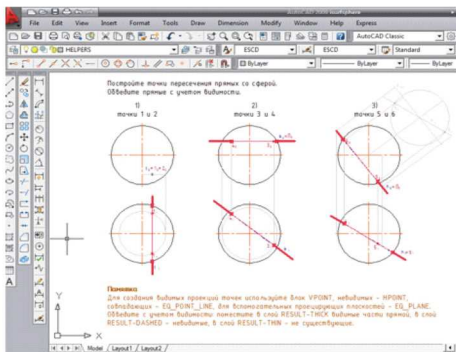 File Edit View Insert Format Tools Draw Dimension Modify Window Help Express
AutoCAD Classic
HELPERS ESCD ESCD Standard
ByLayer ByLayer ByLayer
Постройте точки пересечения прямых со сферой.
Обведите прямые с учетом видимости.
1) 2) 3)
точки 1 и 2 точки 3 и 4 точки 5 и 6
Памятка
Для создания видимых проекций точек используйте блок VPOINT, невидимых - HPOINT,
совпадающих - EQ_POINT_LINE, для вспомогательных проецирующих плоскостей - EQ_PLANE.
Обведите с учетом видимости поместите в слой RESULT-THICK видимые части прямой, в слой
RESULT-DASHED - невидимые, в слой RESULT-THIN - не существующие.
Y
X
Model Layout1 Layout2